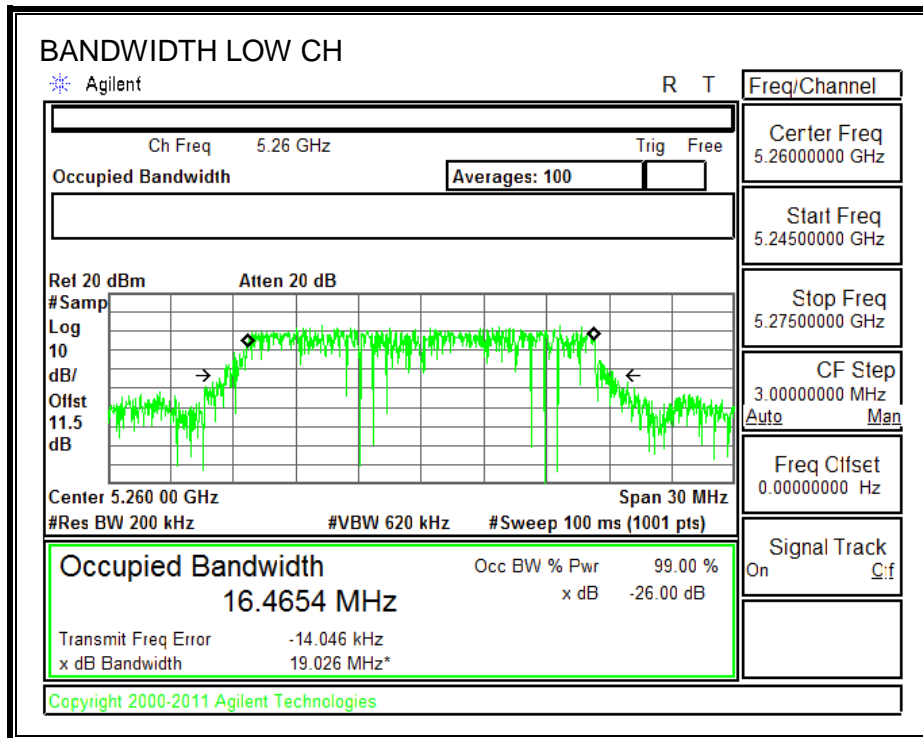 BANDWIDTH LOW CH
Agilent R T
Ch Freq 5.26 GHz Trig Free
Occupied Bandwidth Averages: 100
Ref 20 dBm Atten 20 dB
#Samp
Log
10
dB/
Offst
11.5
dB
Center 5.260 00 GHz Span 30 MHz
#Res BW 200 kHz #VBW 620 kHz #Sweep 100 ms (1001 pts)
Occupied Bandwidth
16.4654 MHz
Occ BW % Pwr 99.00 %
x dB -26.00 dB
Transmit Freq Error -14.046 kHz
x dB Bandwidth 19.026 MHz*
Copyright 2000-2011 Agilent Technologies
Freq/Channel
Center Freq
5.26000000 GHz
Start Freq
5.24500000 GHz
Stop Freq
5.27500000 GHz
CF Step
3.00000000 MHz
Auto Man
Freq Offset
0.00000000 Hz
Signal Track
On Off